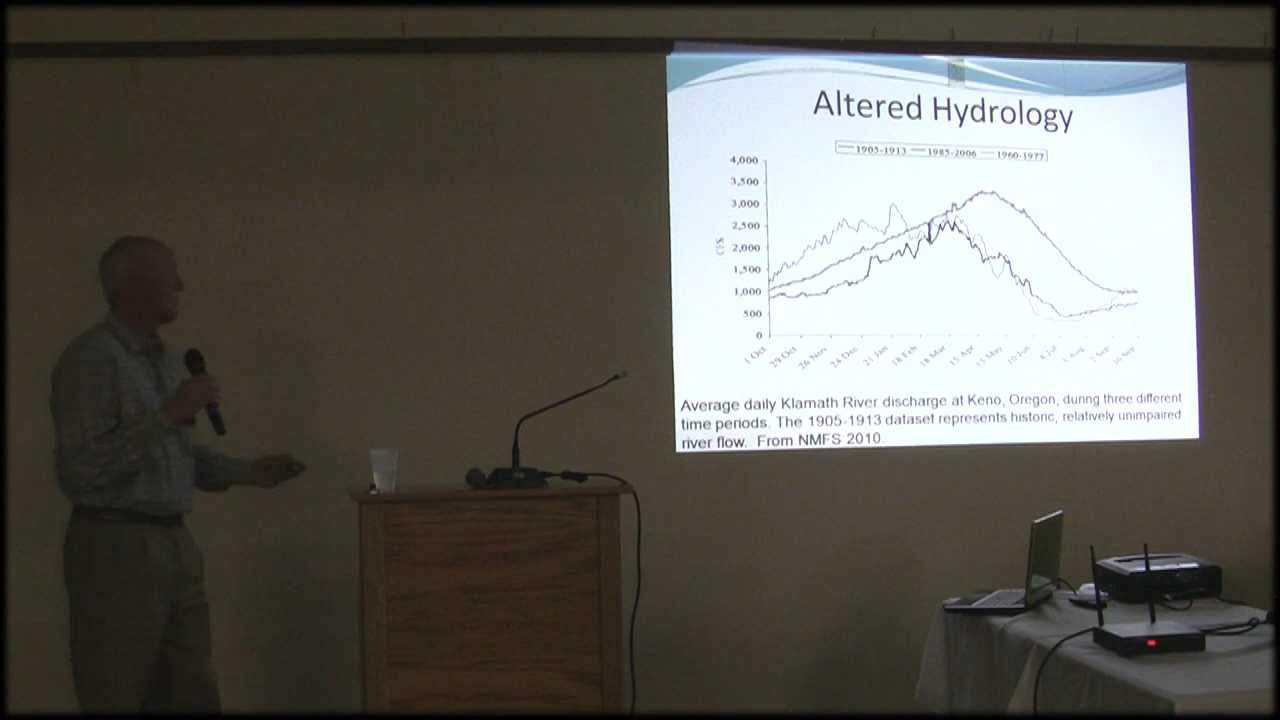 Altered Hydrology
1905-1913 1985-2006 1960-1977
4,000
3,500
3,000
2,500
2,000
1,500
1,000
500
0
CFS
1 Oct 29 Oct 26 Nov 24 Dec 21 Jan 18 Feb 18 Mar 15 Apr 13 May 10 Jun 8 Jul 5 Aug 2 Sep 30 Sep
Average daily Klamath River discharge at Keno, Oregon, during three different
time periods. The 1905-1913 dataset represents historic, relatively unimpaired
river flow. From NMFS 2010.